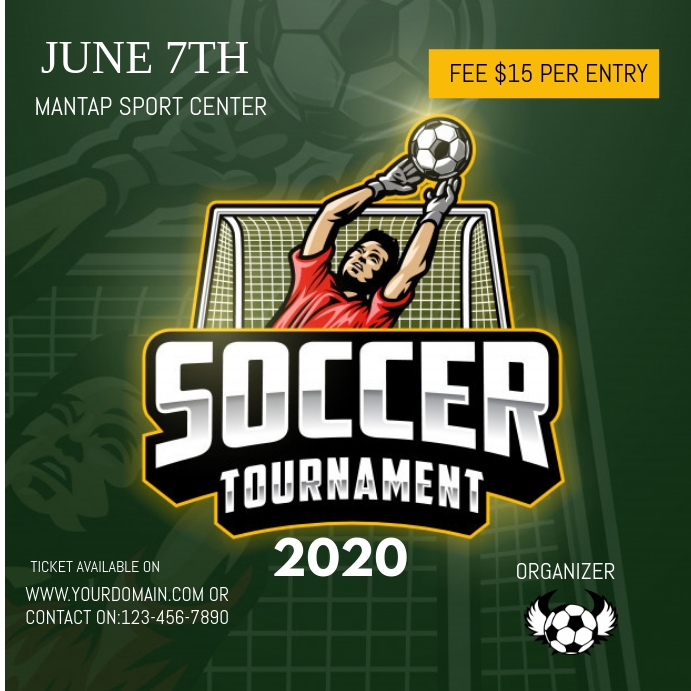 JUNE 7TH
MANTAP SPORT CENTER
FEE $15 PER ENTRY
SOCCER
TOURNAMENT
2020
TICKET AVAILABLE ON
WWW.YOURDOMAIN.COM OR
CONTACT ON:123-456-7890
ORGANIZER